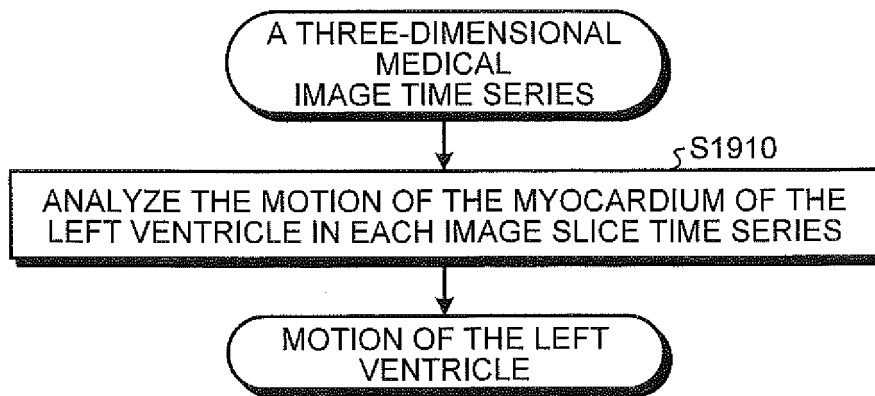 A THREE-DIMENSIONAL
MEDICAL
IMAGE TIME SERIES
S1910
ANALYZE THE MOTION OF THE MYOCARDIUM OF THE
LEFT VENTRICLE IN EACH IMAGE SLICE TIME SERIES
MOTION OF THE LEFT
VENTRICLE